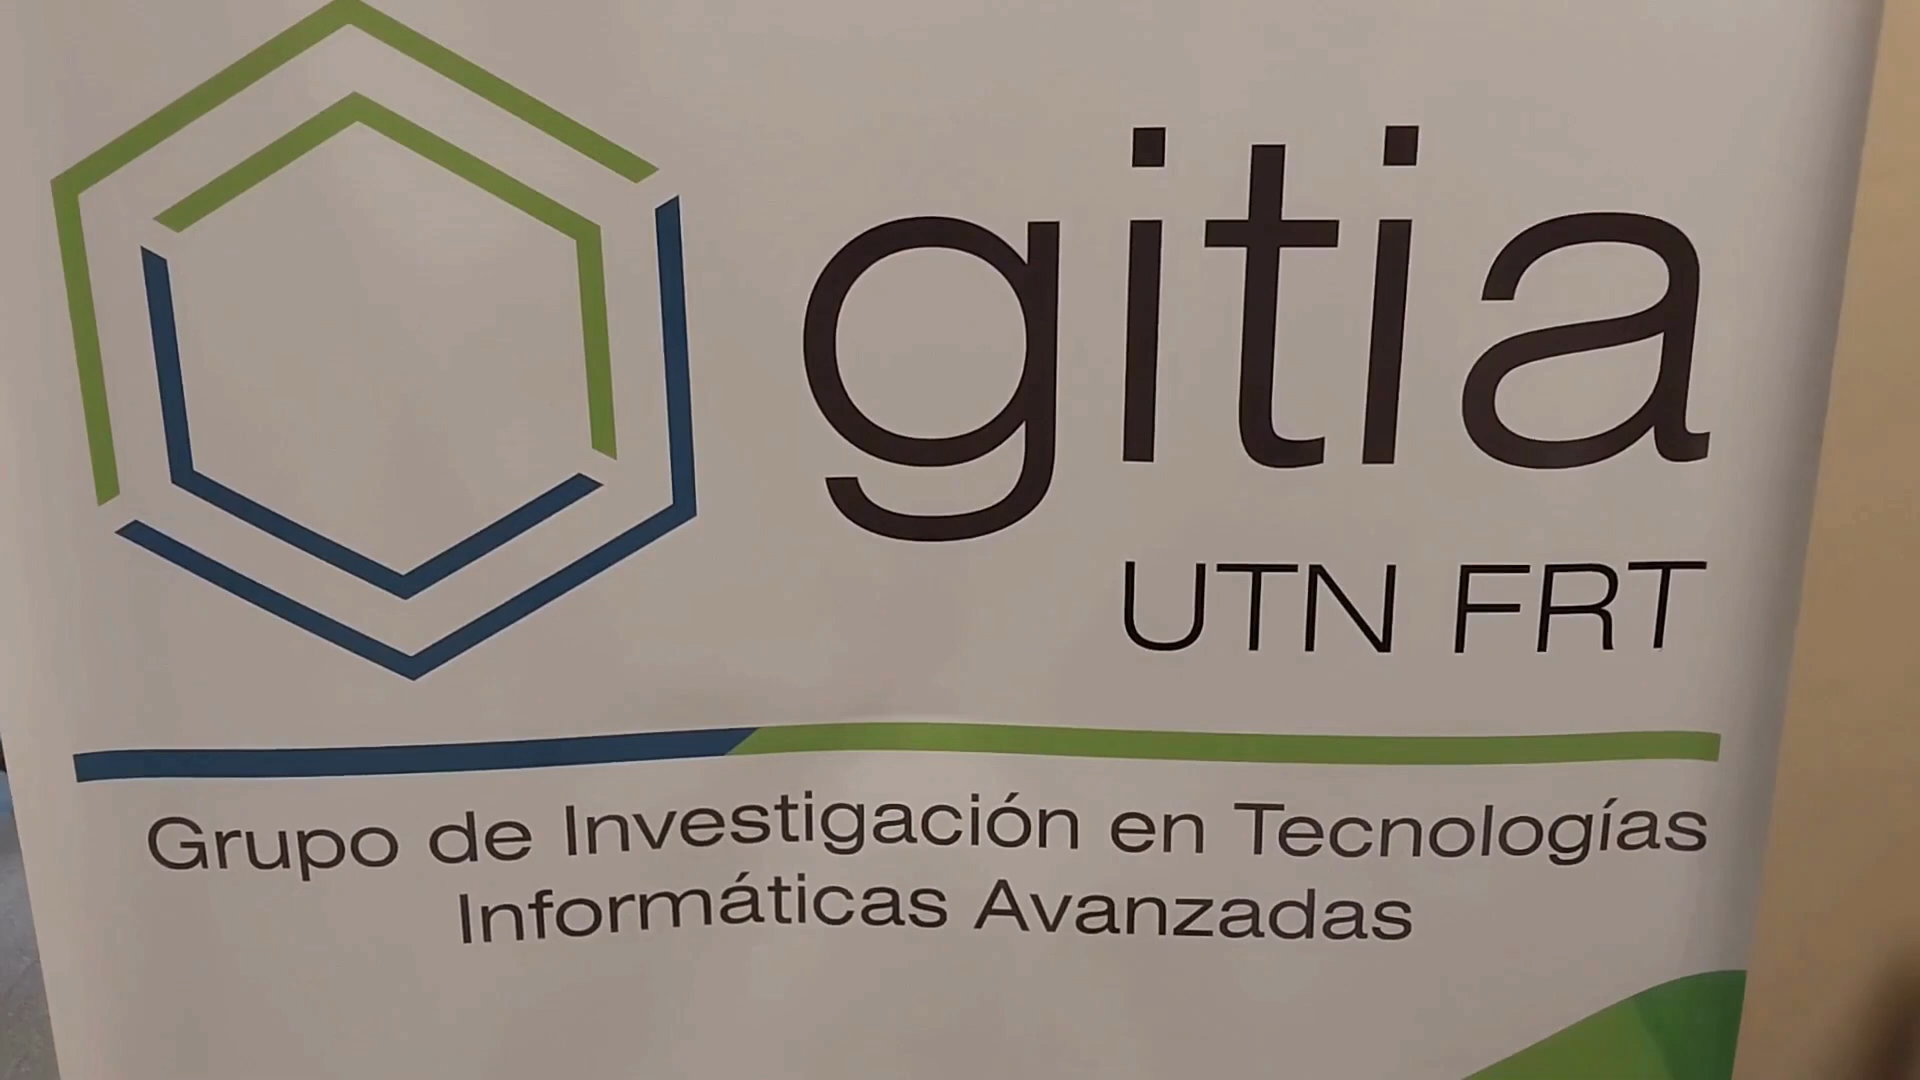 gitia
UTN FRT
Grupo de Investigación en Tecnologías
Informáticas Avanzadas